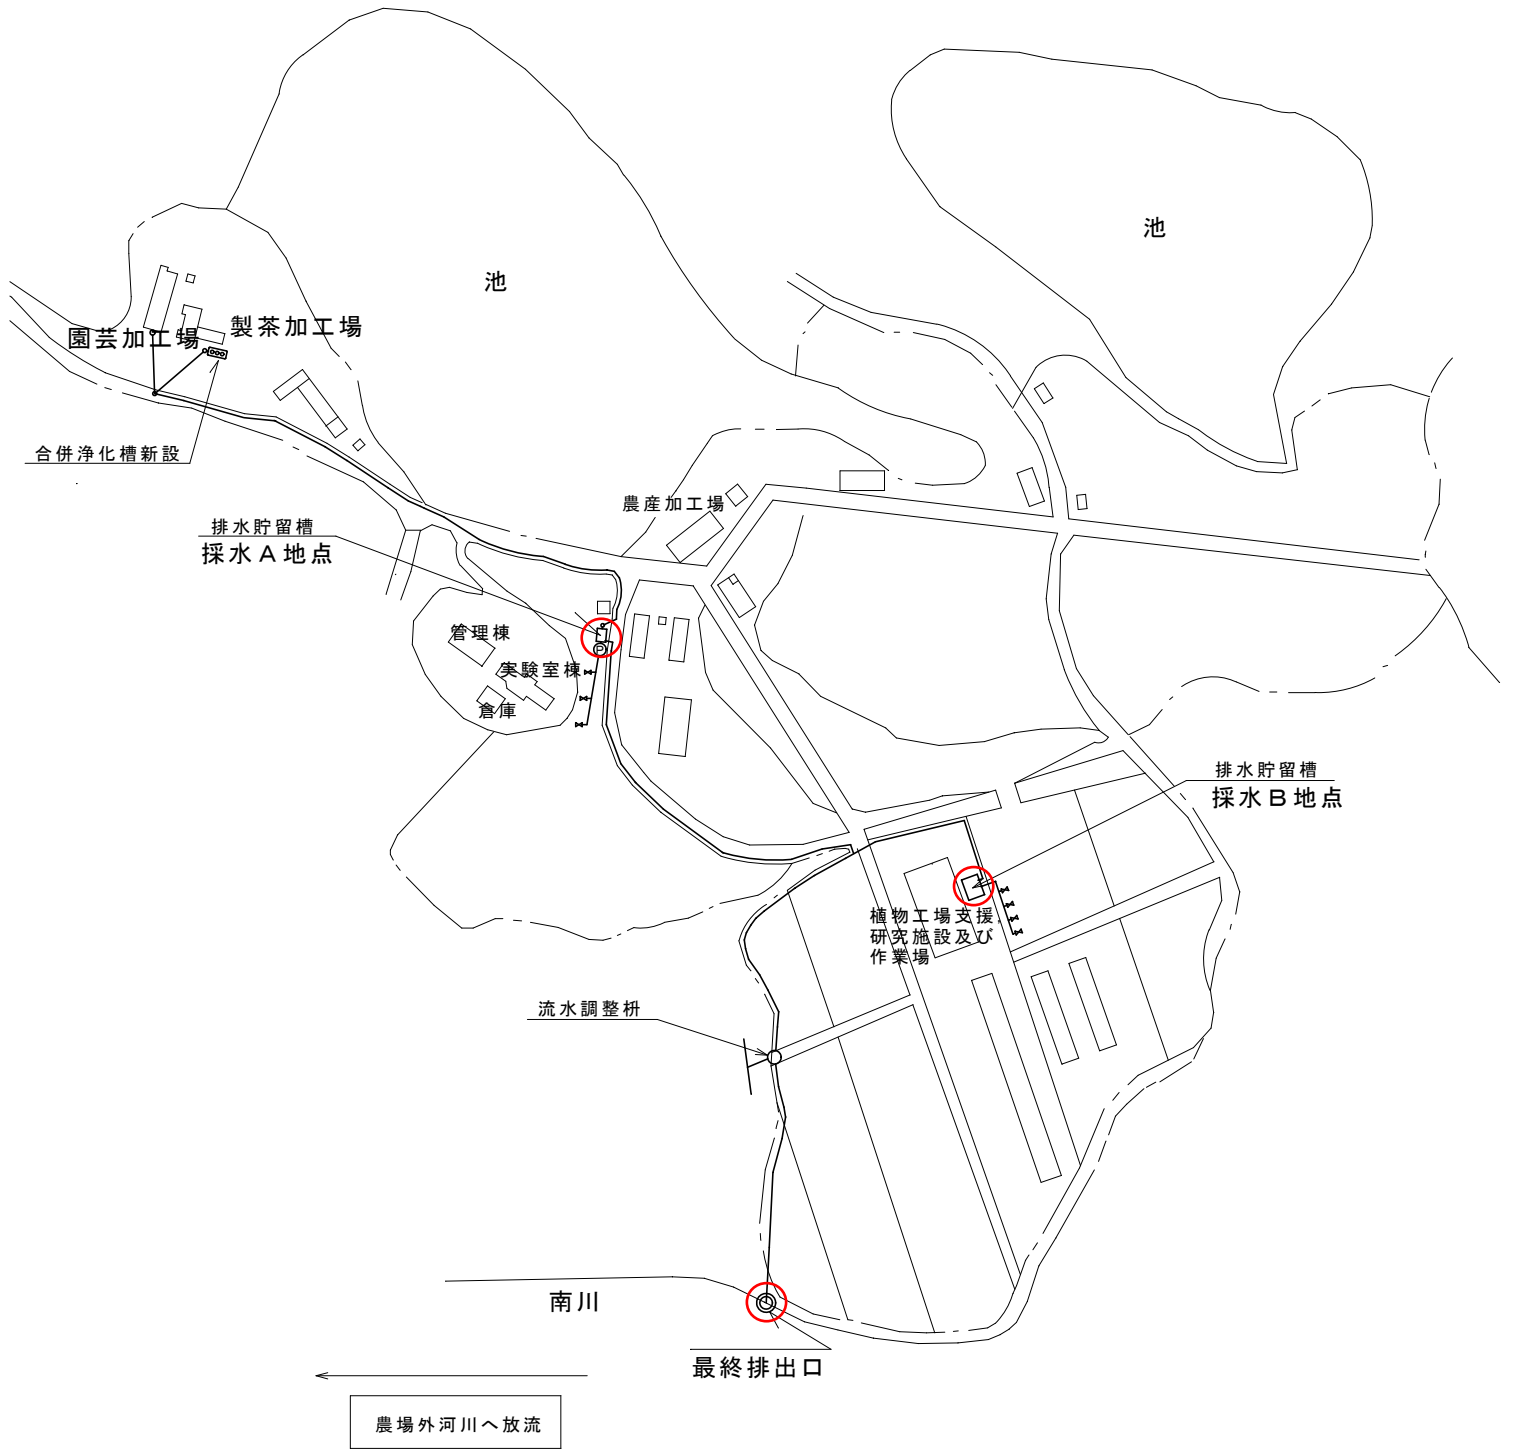 池
池
園芸加工場
製茶加工場
合併浄化槽新設
農産加工場
排水貯留槽
採水A地点
管理棟
P
実験室棟
倉庫
排水貯留槽
採水B地点
植物工場支援
研究施設及び
作業場
流水調整枡
南川
最終排出口
農場外河川へ放流